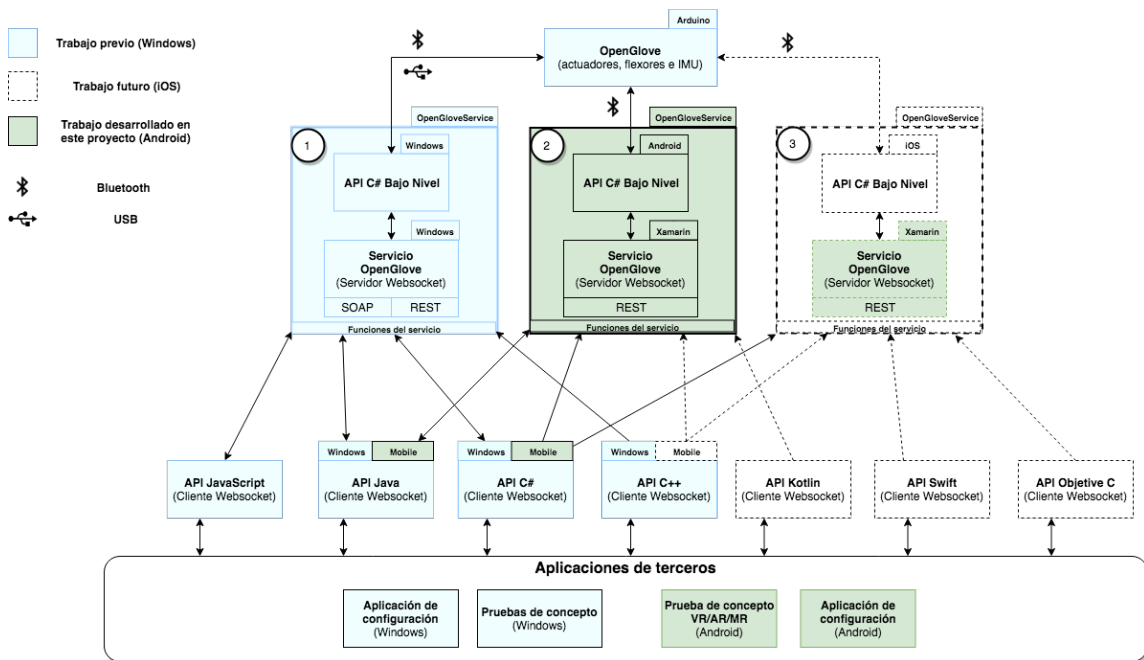 Arduino
OpenGlove
(actuadores, flexores e IMU)
Trabajo previo (Windows)
Trabajo futuro (iOS)
Trabajo desarrollado en
este proyecto (Android)
Bluetooth
USB
OpenGloveService
1
Windows
API C# Bajo Nivel
Windows
Servicio
OpenGlove
(Servidor Websocket)
SOAP
REST
Funciones del servicio
OpenGloveService
2
Android
API C# Bajo Nivel
Xamarin
Servicio
OpenGlove
(Servidor Websocket)
REST
Funciones del servicio
OpenGloveService
3
iOS
API C# Bajo Nivel
Xamarin
Servicio
OpenGlove
(Servidor Websocket)
REST
Funciones del servicio
API JavaScript
(Cliente Websocket)
Windows
Mobile
API Java
(Cliente Websocket)
Windows
Mobile
API C#
(Cliente Websocket)
Windows
Mobile
API C++
(Cliente Websocket)
API Kotlin
(Cliente Websocket)
API Swift
(Cliente Websocket)
API Objetive C
(Cliente Websocket)
Aplicaciones de terceros
Aplicación de
configuración
(Windows)
Pruebas de concepto
(Windows)
Prueba de concepto
VR/AR/MR
(Android)
Aplicación de
configuración
(Android)